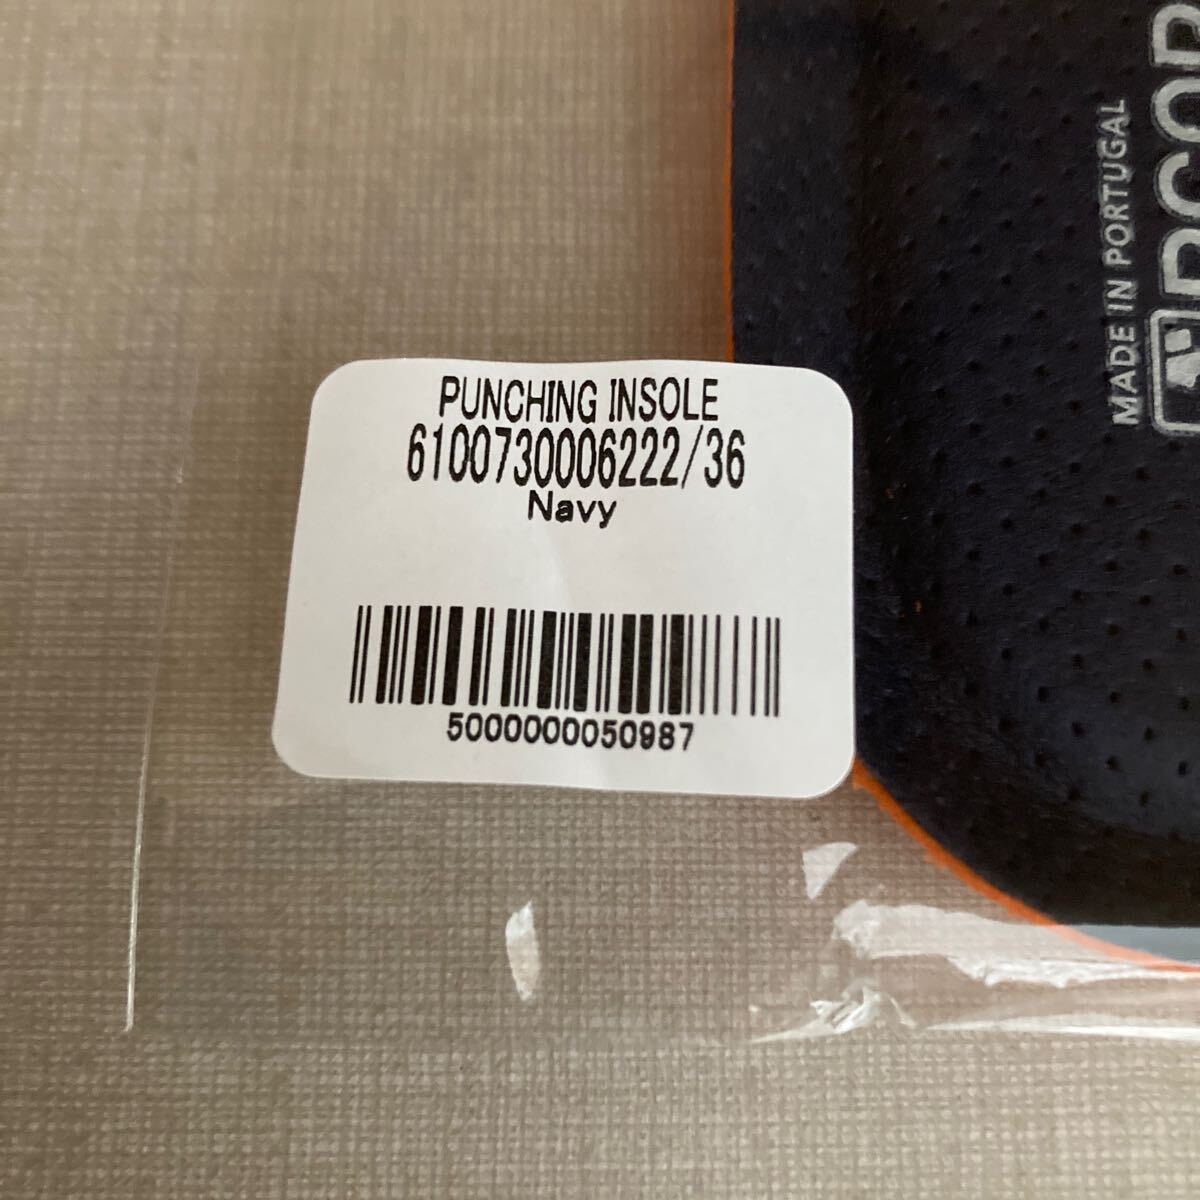 PUNCHING INSOLE
6100730006222/36
Navy
5000000050987
MADE IN PORTUGAL